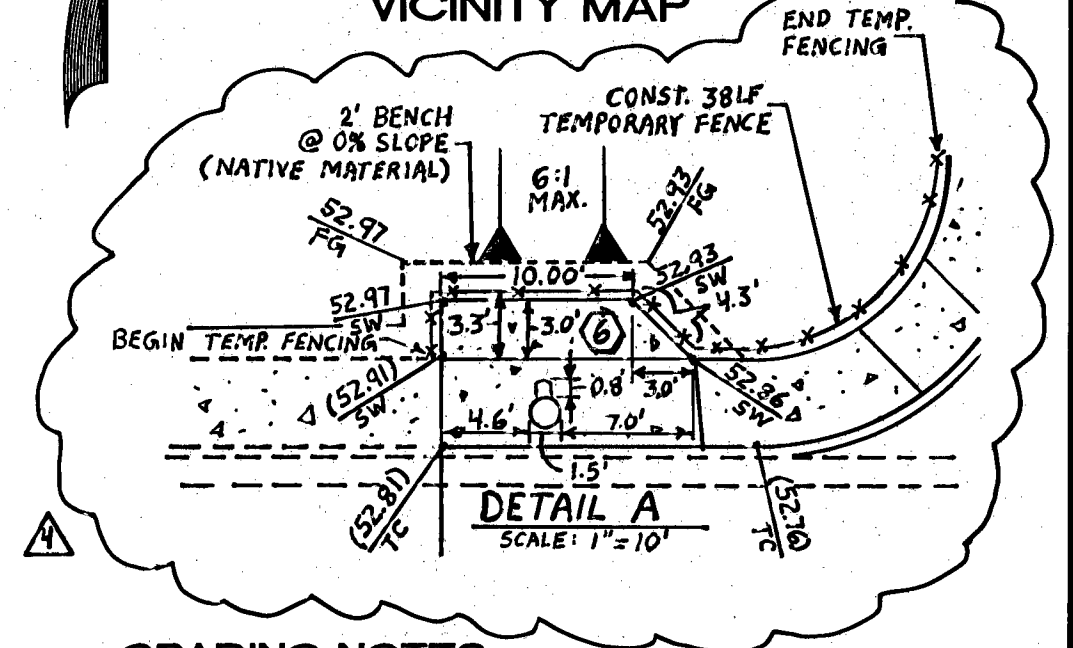 VICINITY MAP
END TEMP.
FENCING
CONST. 38LF
TEMPORARY FENCE
2' BENCH
@ 0% SLOPE
(NATIVE MATERIAL)
6:1
MAX.
52.93
FG
52.97
FG
52.93
SW
10.00'
4.3'
52.97
SW
3.3'
3.0'
6
BEGIN TEMP. FENCING
(52.91)
SW
0.8'
3.0'
52.86
SW
4.6'
7.0'
1.5'
(52.81)
TC
(52.76)
TC
DETAIL A
SCALE: 1"=10'
4
GRADING NOTES